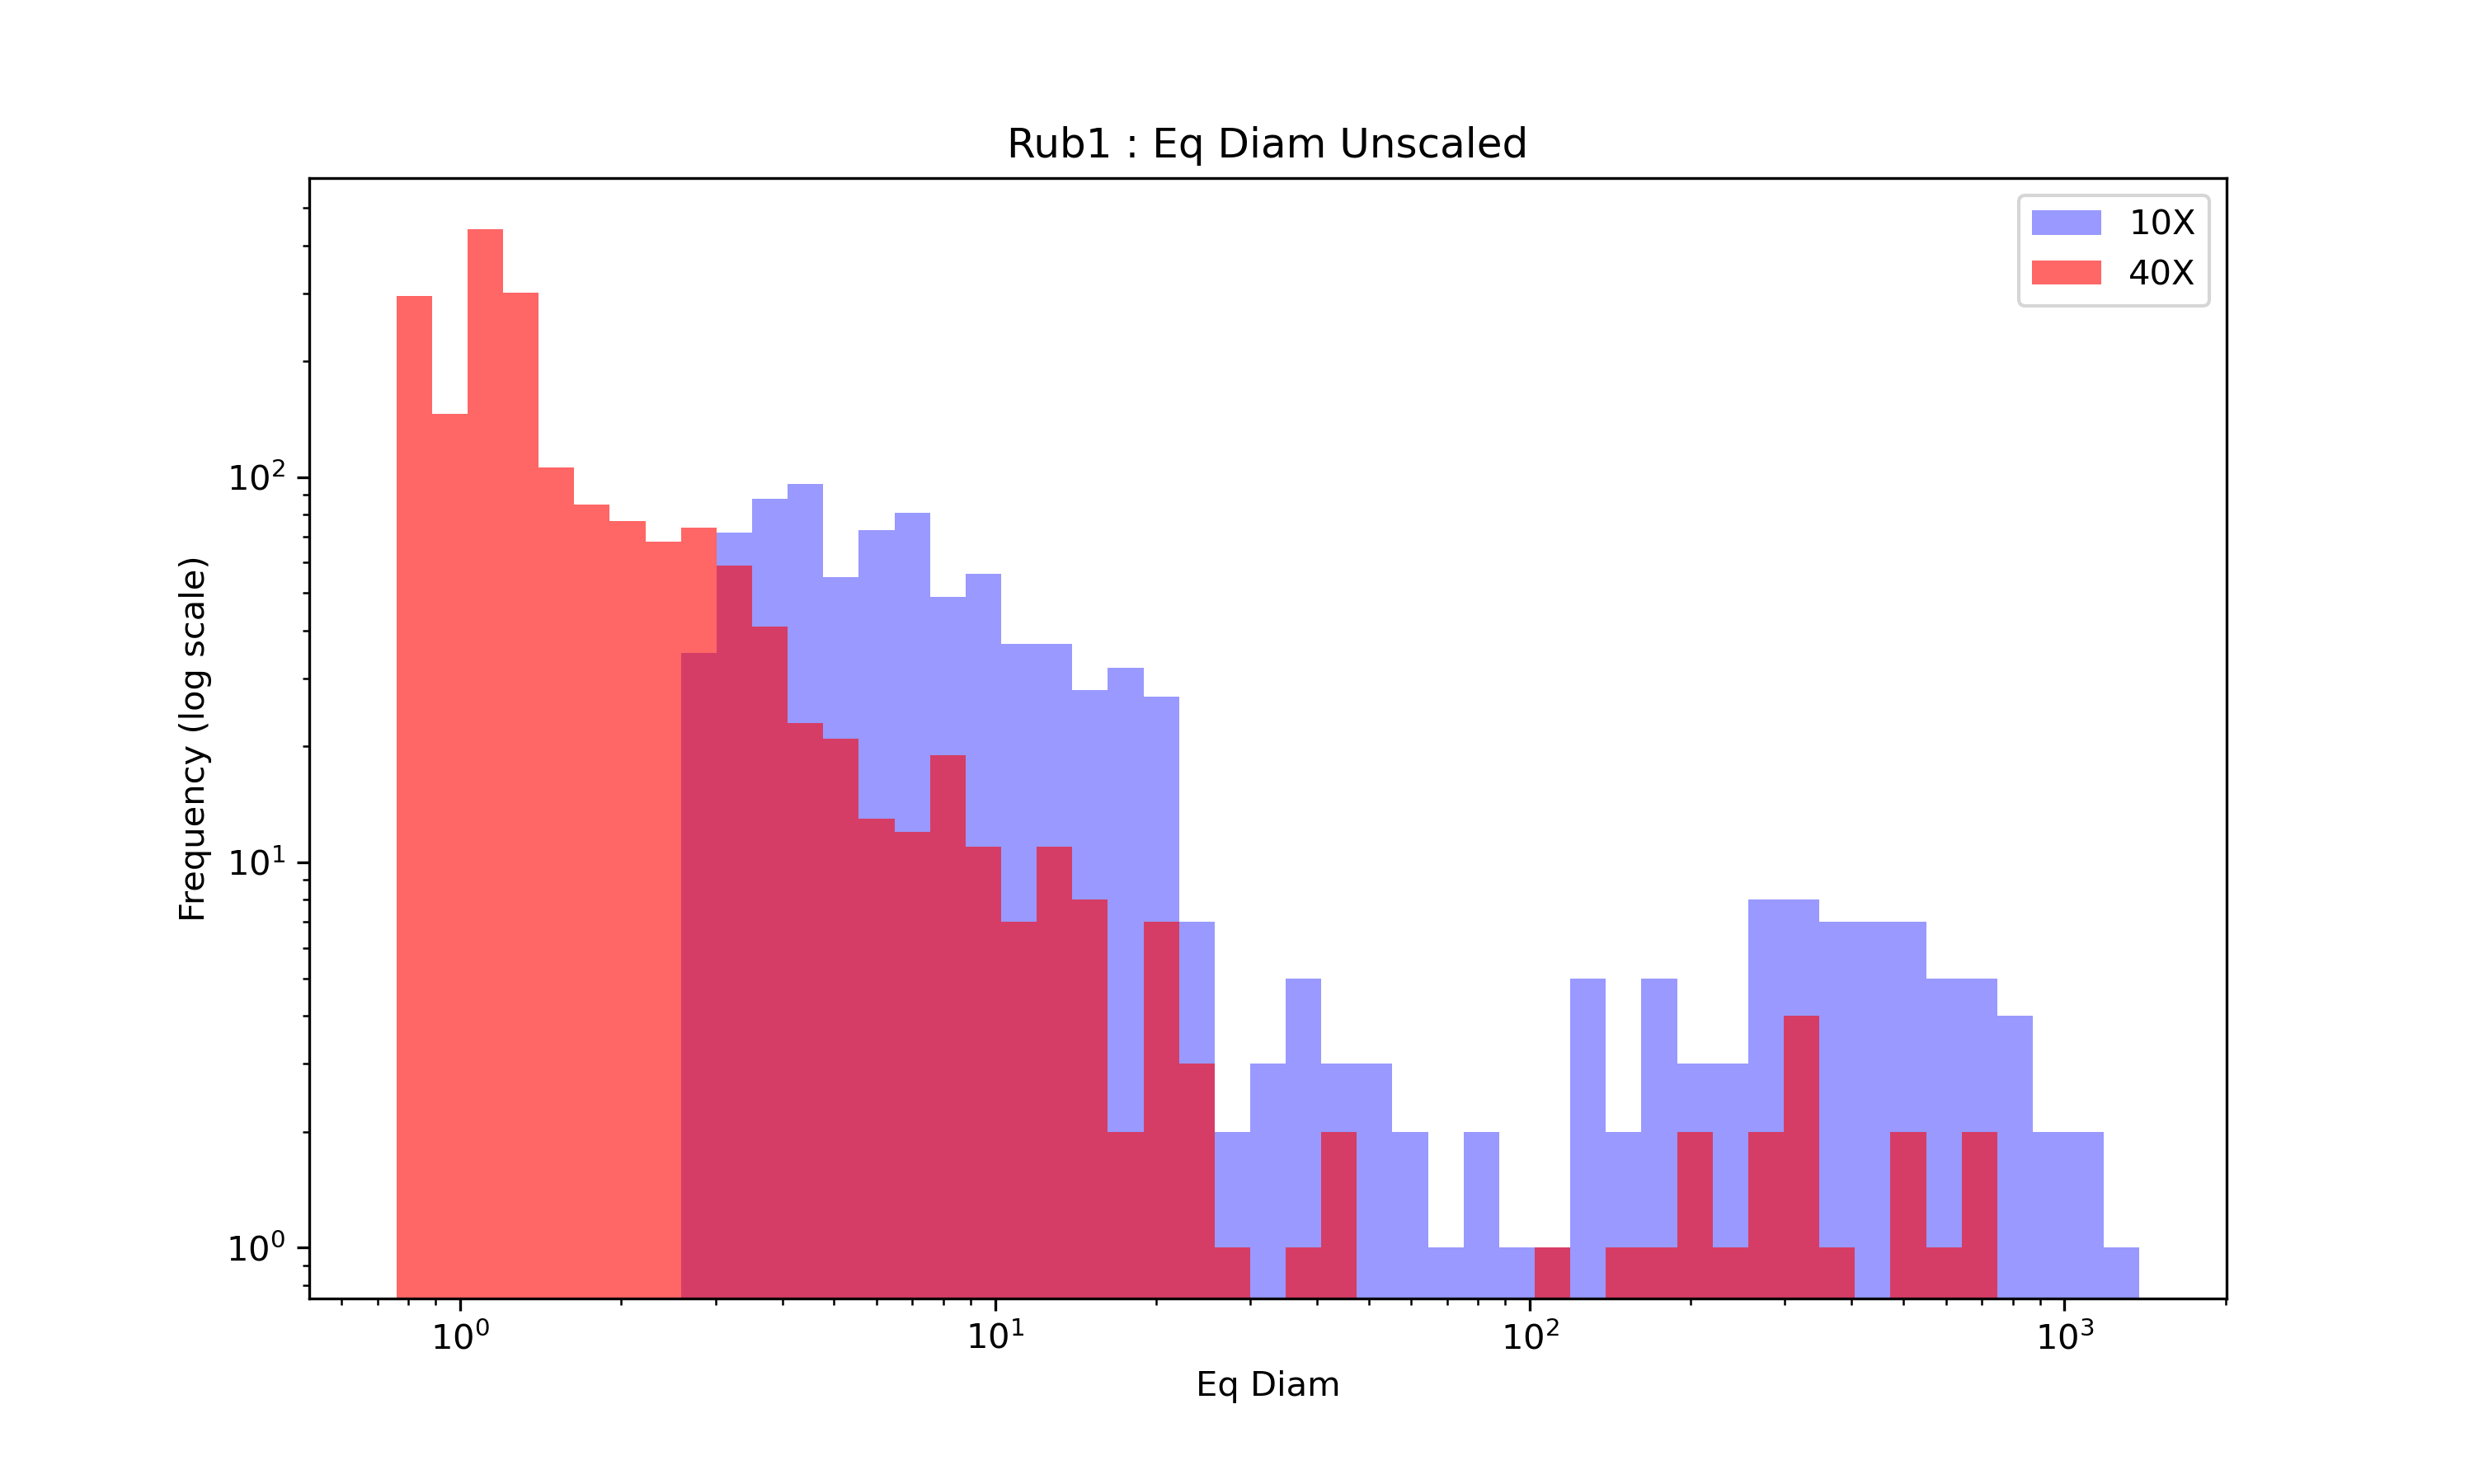 Rub1 : Eq Diam Unscaled
10X
40X
Frequency (log scale)
10²
10¹
10⁰
10⁰ 10¹ 10² 10³
Eq Diam